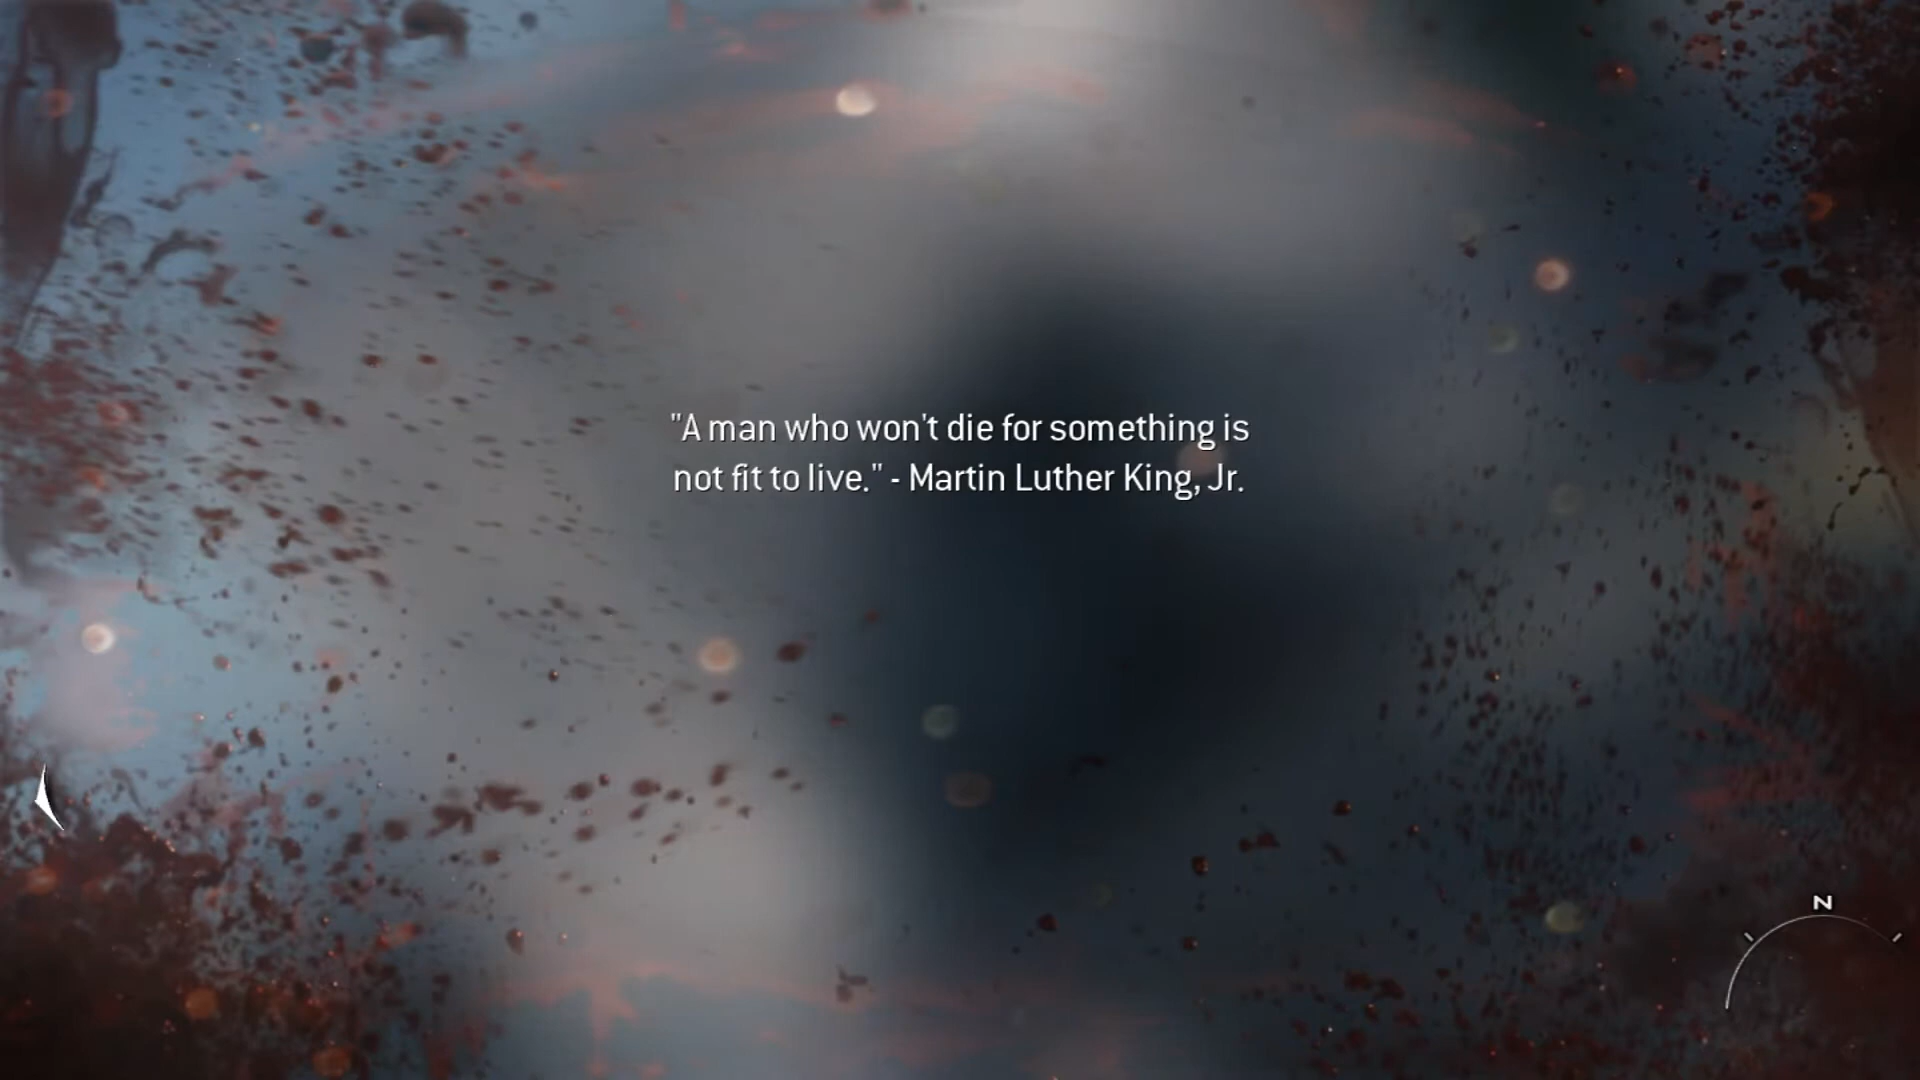 "A man who won't die for something is
not fit to live." - Martin Luther King, Jr.
N